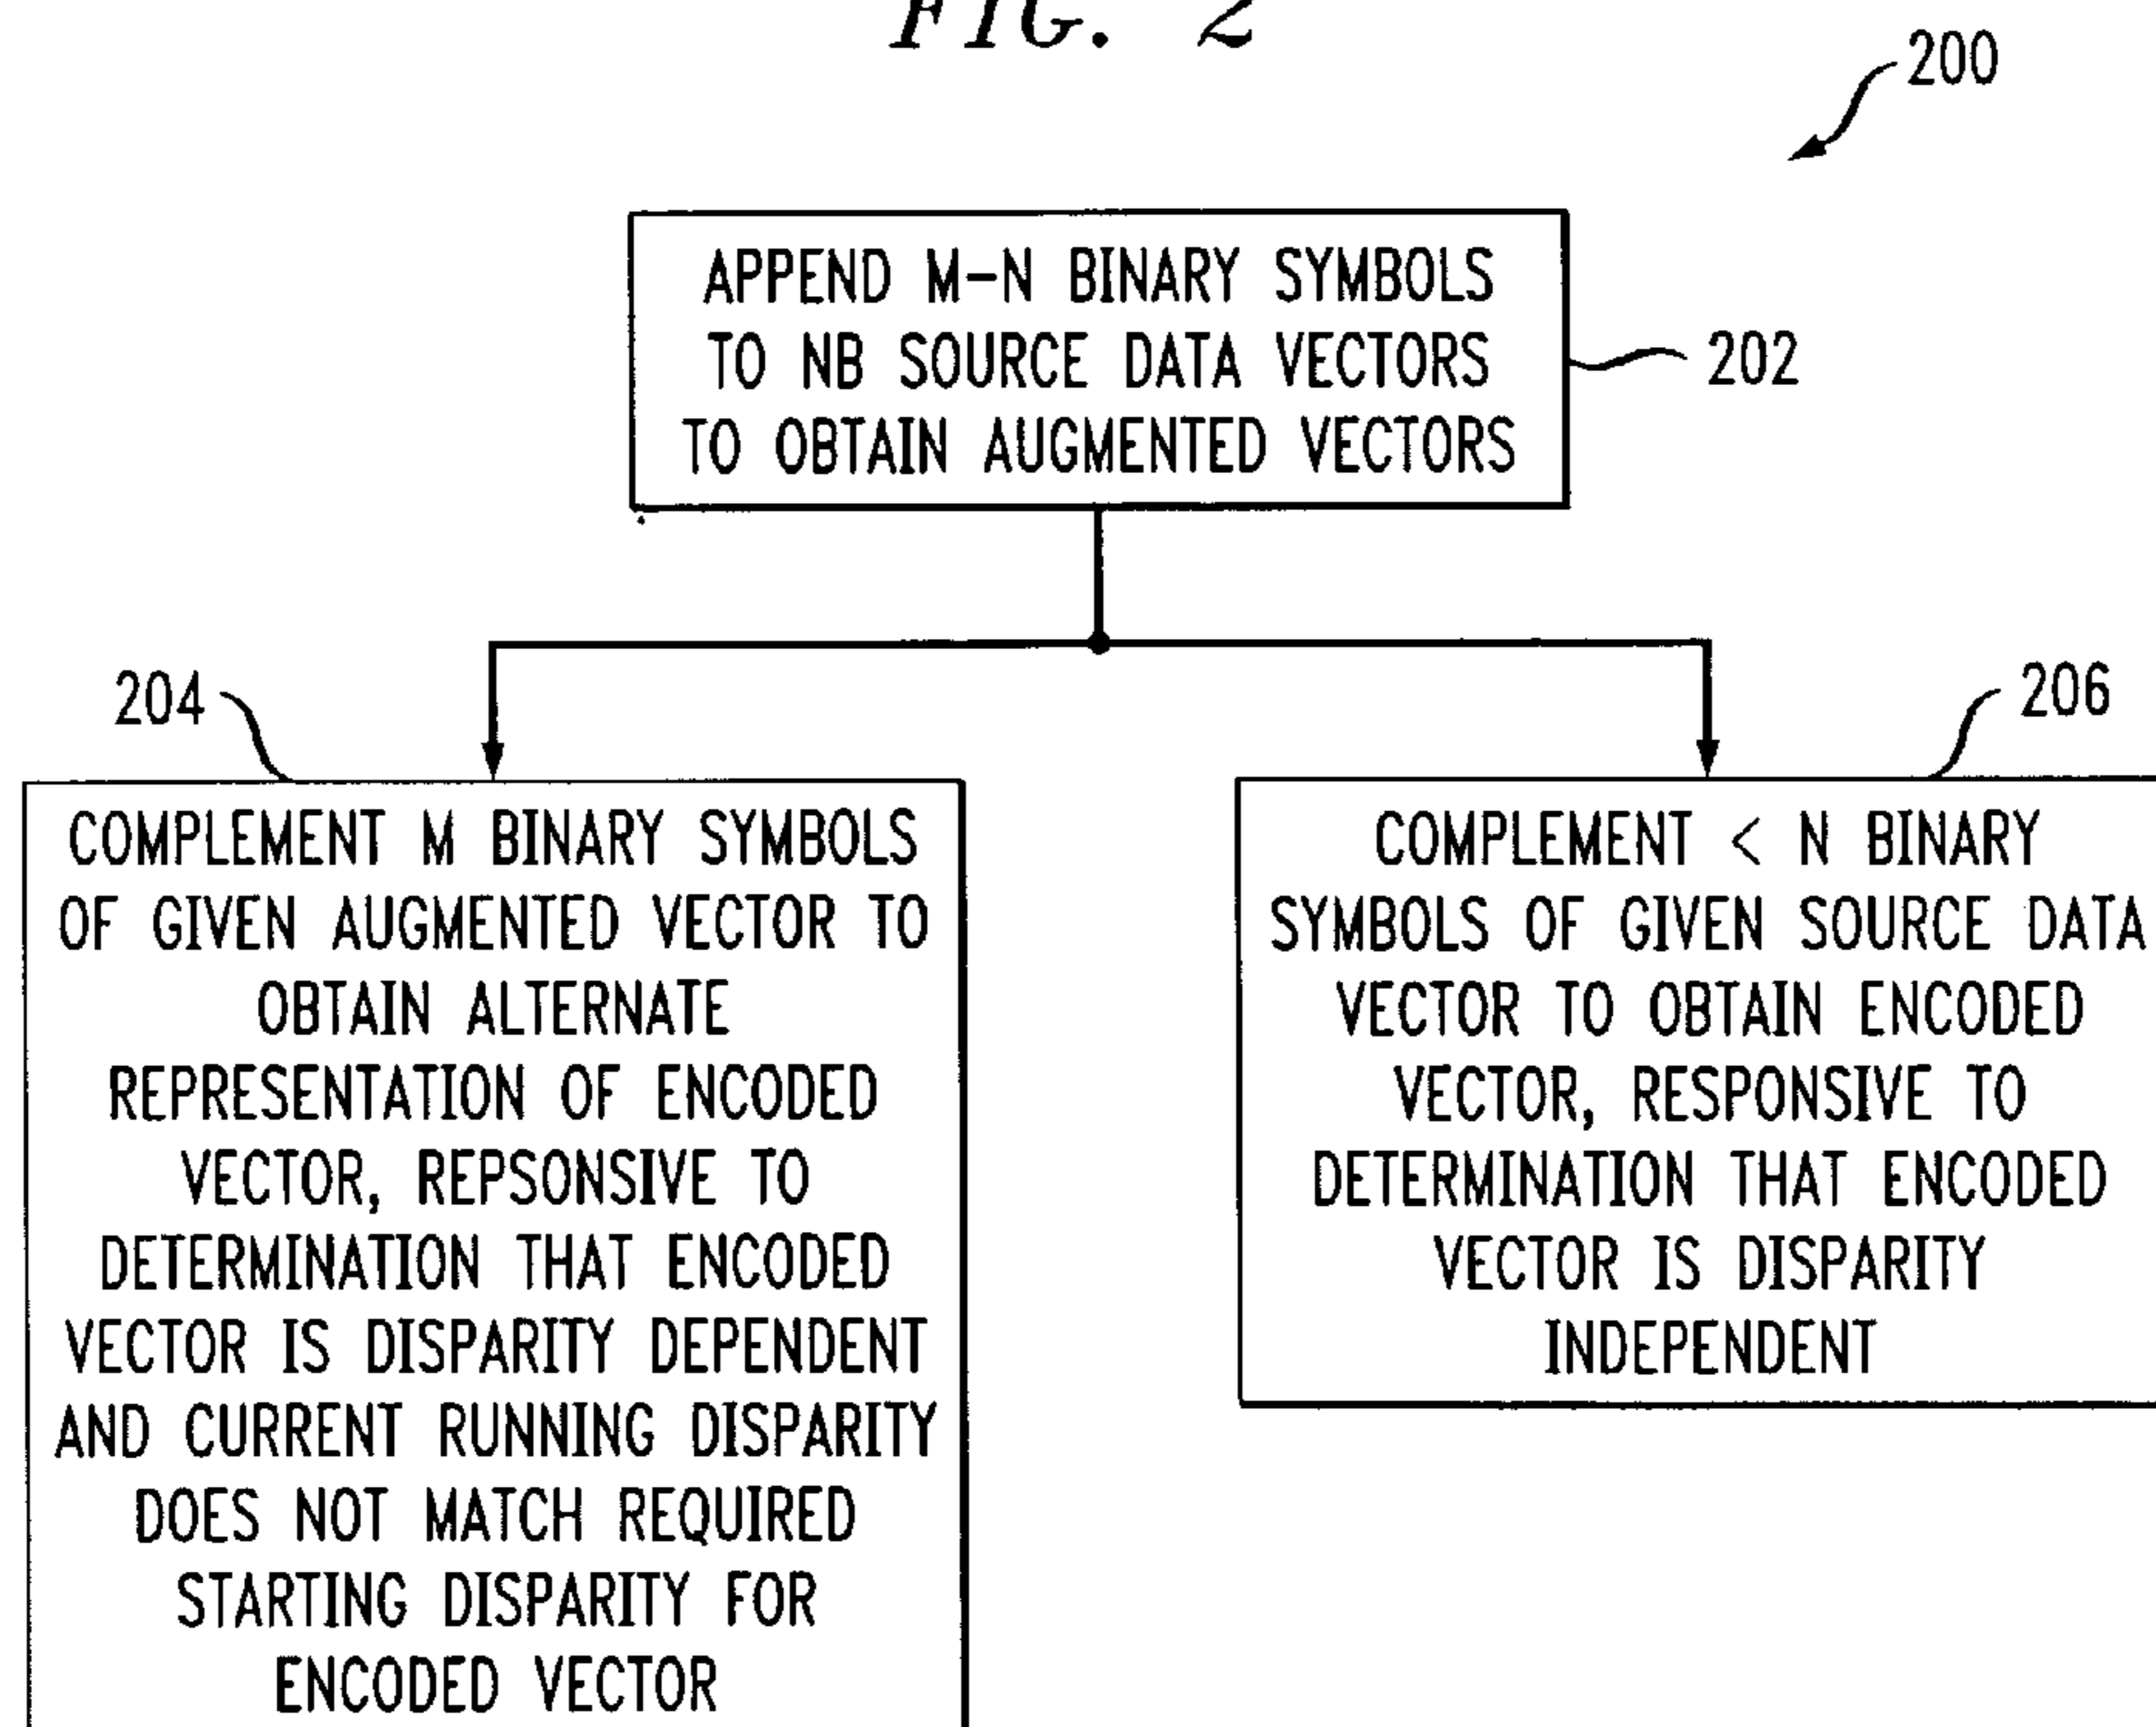 FIG. 2
200
APPEND M-N BINARY SYMBOLS
TO NB SOURCE DATA VECTORS
TO OBTAIN AUGMENTED VECTORS
202
204
COMPLEMENT M BINARY SYMBOLS
OF GIVEN AUGMENTED VECTOR TO
OBTAIN ALTERNATE
REPRESENTATION OF ENCODED
VECTOR, REPSONSIVE TO
DETERMINATION THAT ENCODED
VECTOR IS DISPARITY DEPENDENT
AND CURRENT RUNNING DISPARITY
DOES NOT MATCH REQUIRED
STARTING DISPARITY FOR
ENCODED VECTOR
206
COMPLEMENT < N BINARY
SYMBOLS OF GIVEN SOURCE DATA
VECTOR TO OBTAIN ENCODED
VECTOR, RESPONSIVE TO
DETERMINATION THAT ENCODED
VECTOR IS DISPARITY
INDEPENDENT